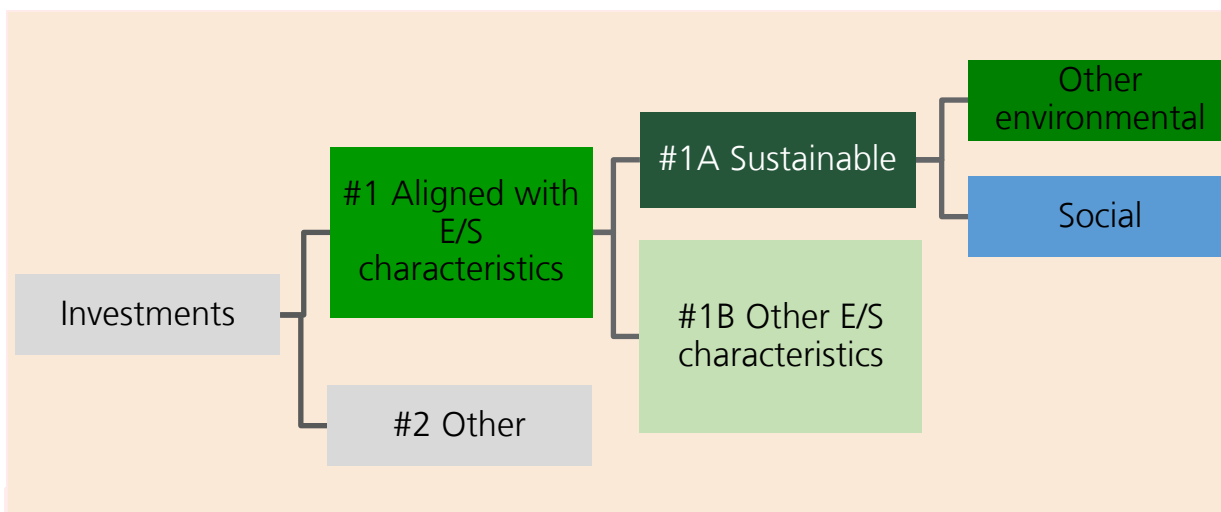 Investments
#1 Aligned with
E/S
characteristics
#2 Other
#1A Sustainable
#1B Other E/S
characteristics
Other
environmental
Social